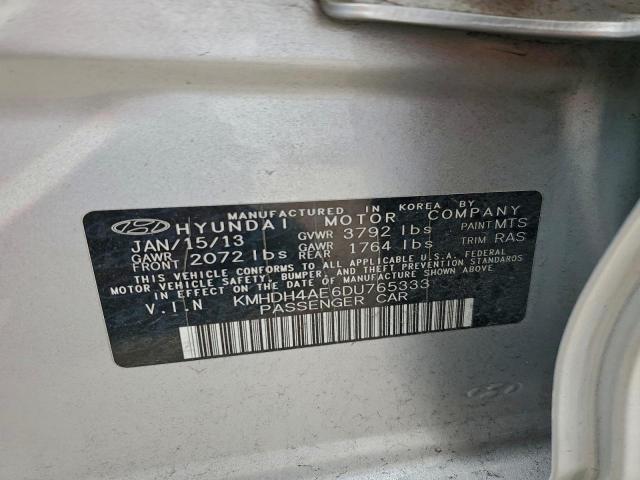 MANUFACTURED IN KOREA BY
HYUNDAI MOTOR COMPANY
JAN/15/13 GVWR 3792 lbs PAINT MTS
GAWR FRONT 2072 lbs GAWR REAR 1764 lbs TRIM RAS
THIS VEHICLE CONFORMS TO ALL APPLICABLE U.S.A. FEDERAL
MOTOR VEHICLE SAFETY, BUMPER, AND THEFT PREVENTION STANDARDS
IN EFFECT ON THE DATE OF MANUFACTURE SHOWN ABOVE.
V.I.N KMHDH4AE6DU765333
PASSENGER CAR